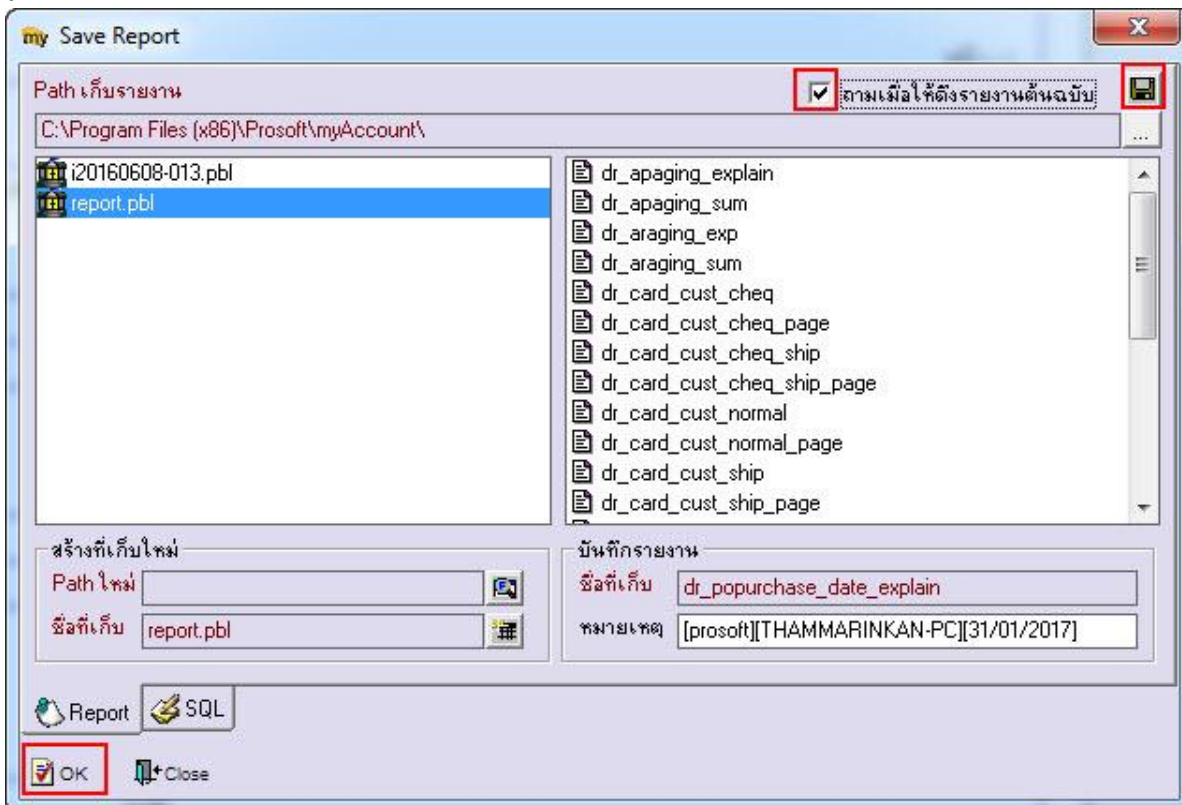 my Save Report
Path เก็บรายงาน
ถามเมื่อให้ดึงรายงานต้นฉบับ
C:\Program Files (x86)\Prosoft\myAccount\
...
i20160608-013.pbl
report.pbl
dr_apaging_explain
dr_apaging_sum
dr_araging_exp
dr_araging_sum
dr_card_cust_cheq
dr_card_cust_cheq_page
dr_card_cust_cheq_ship
dr_card_cust_cheq_ship_page
dr_card_cust_normal
dr_card_cust_normal_page
dr_card_cust_ship
dr_card_cust_ship_page
สร้างที่เก็บใหม่
Path ใหม่
ชื่อที่เก็บ report.pbl
บันทึกรายงาน
ชื่อที่เก็บ dr_popurchase_date_explain
หมายเหตุ [prosoft][THAMMARINKAN-PC][31/01/2017]
Report SQL
OK Close